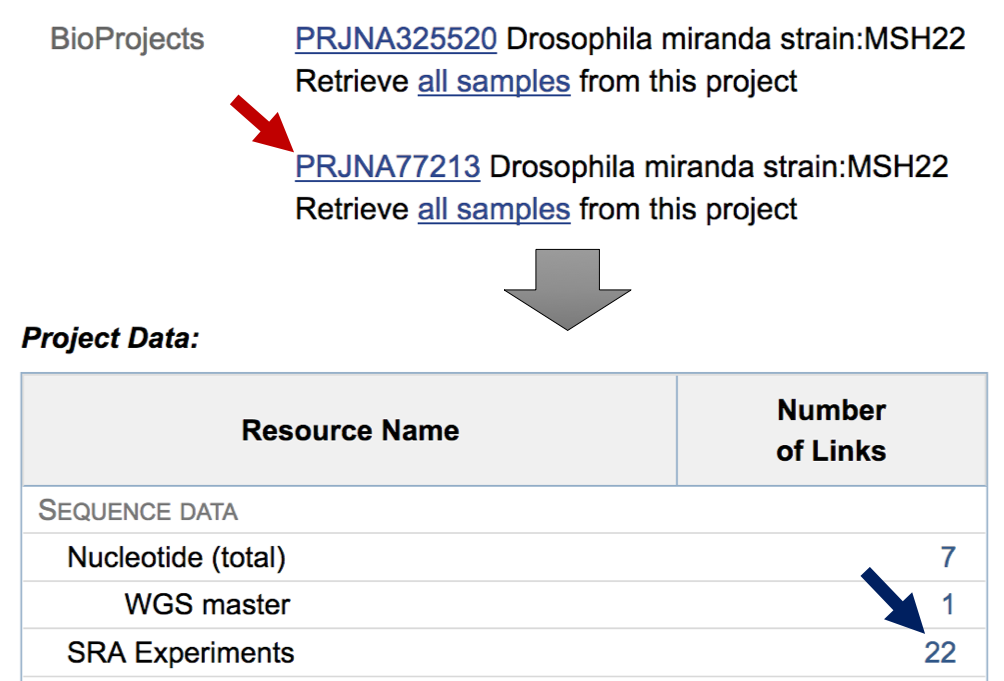 BioProjects PRJNA325520 Drosophila miranda strain:MSH22
Retrieve all samples from this project
PRJNA77213 Drosophila miranda strain:MSH22
Retrieve all samples from this project
Project Data:
Resource Name Number of Links
SEQUENCE DATA
Nucleotide (total) 7
WGS master 1
SRA Experiments 22